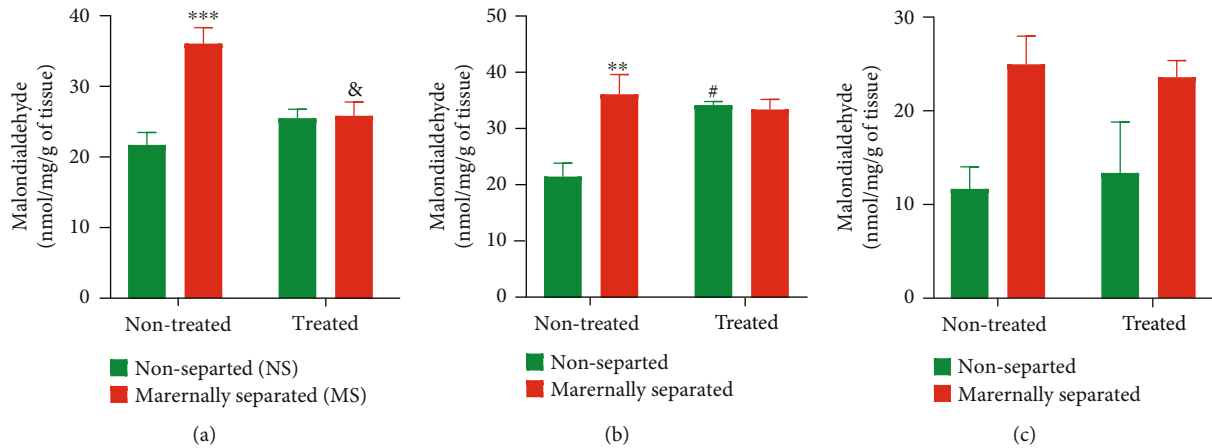 Malondialdehyde
(nmol/mg/g of tissue)
40
30
20
10
0
***
&
Non-treated
Treated
Non-separted (NS)
Marernally separated (MS)
(a)
Malondialdehyde
(nmol/mg/g of tissue)
50
40
30
20
10
0
**
#
Non-treated
Treated
Non-separted
Marernally separated
(b)
Malondialdehyde
(nmol/mg/g of tissue)
30
20
10
0
Non-treated
Treated
Non-separted
Marernally separated
(c)